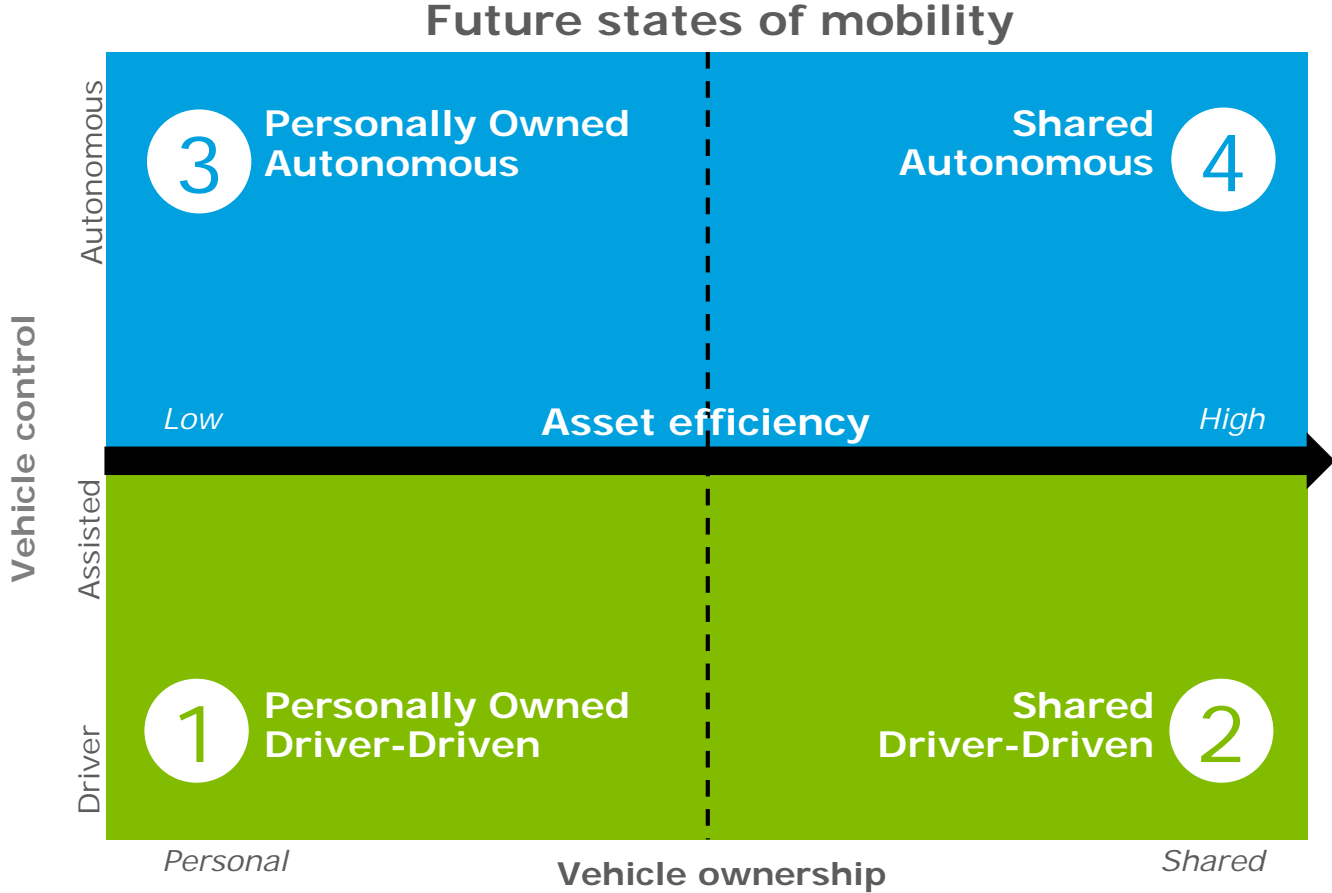 Future states of mobility
Autonomous
3
Personally Owned
Autonomous
Shared
Autonomous
4
Vehicle control
Low
Asset efficiency
High
Assisted
Driver
1
Personally Owned
Driver-Driven
Shared
Driver-Driven
2
Personal
Vehicle ownership
Shared